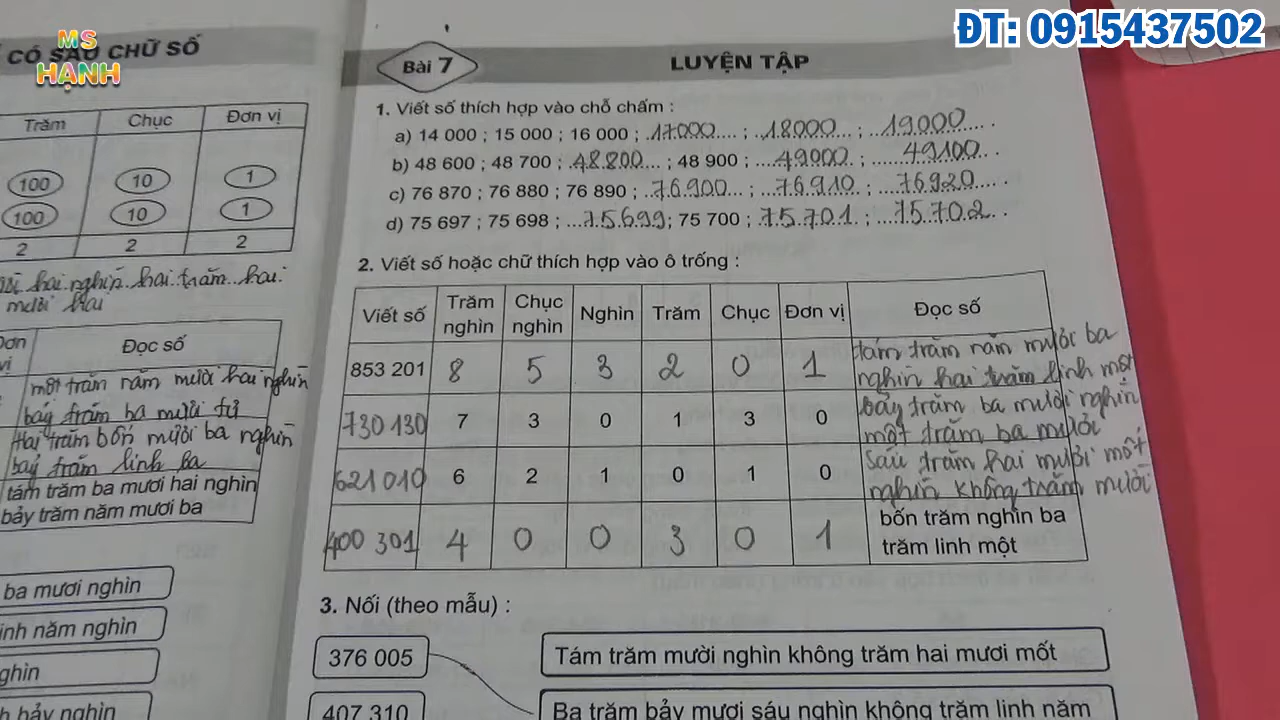 ĐT: 0915437502
MS
HẠNH
CÓ SÁU CHỮ SỐ
Trăm Chục Đơn vị
100 10 1
100 10 1
2 2 2
hai nghìn hai trăm hai
mươi hai
Đọc số
một trăm năm mươi hai nghìn
bảy trăm ba mươi tư
Hai trăm bốn mươi ba nghìn
bảy trăm linh ba
tám trăm ba mươi hai nghìn
bảy trăm năm mươi ba
ba mươi nghìn
linh năm nghìn
nghìn
bảy nghìn
Bài 7 LUYỆN TẬP
1. Viết số thích hợp vào chỗ chấm :
a) 14 000 ; 15 000 ; 16 000 ; 17000 ; 18000 ; 19000
b) 48 600 ; 48 700 ; 48800 ; 48 900 ; 49000 ; 49100
c) 76 870 ; 76 880 ; 76 890 ; 76900 ; 76910 ; 76920
d) 75 697 ; 75 698 ; 75699 ; 75 700 ; 75701 ; 75702
2. Viết số hoặc chữ thích hợp vào ô trống :
Viết số Trăm nghìn Chục nghìn Nghìn Trăm Chục Đơn vị Đọc số
853 201 8 5 3 2 0 1 tám trăm năm mươi ba
nghìn hai trăm linh một
730 130 7 3 0 1 3 0 bảy trăm ba mươi nghìn
một trăm ba mươi
621 010 6 2 1 0 1 0 Sáu trăm hai mươi mốt
nghìn không trăm mười
400 301 4 0 0 3 0 1 bốn trăm nghìn ba
trăm linh một
3. Nối (theo mẫu) :
376 005 Tám trăm mười nghìn không trăm hai mươi mốt
407 310 Ba trăm bảy mươi sáu nghìn không trăm linh năm